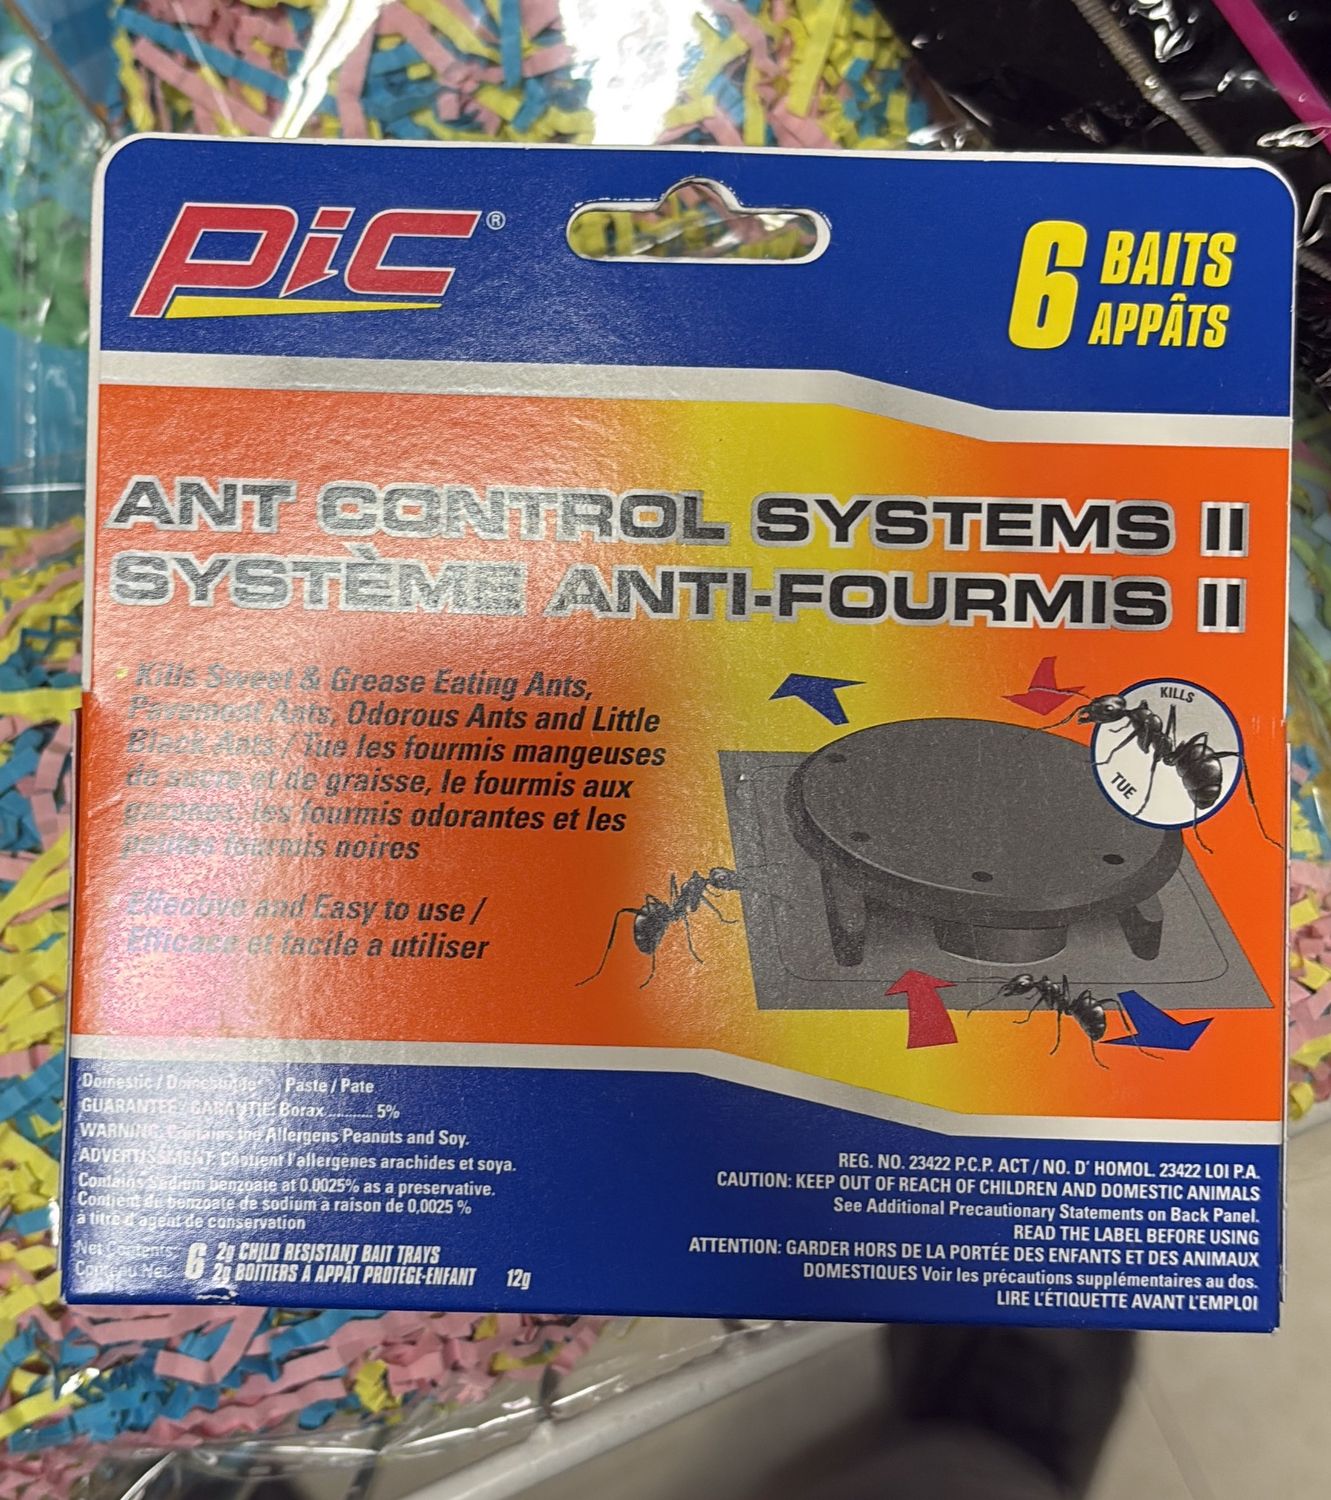 PiC®
6 BAITS
APPÂTS
ANT CONTROL SYSTEMS II
SYSTÈME ANTI-FOURMIS II
• Kills Sweet & Grease Eating Ants,
Pavement Ants, Odorous Ants and Little
Black Ants / Tue les fourmis mangeuses
de sucre et de graisse, le fourmis aux
gazones, les fourmis odorantes et les
petites fourmis noires
Effective and Easy to use /
Efficace et facile a utiliser
KILLS
TUE
Domestic / Domestique Paste / Pate
GUARANTEE / GARANTIE: Borax ........... 5%
WARNING: Contains the Allergens Peanuts and Soy.
ADVERTISSMENT: Contient l'allergenes arachides et soya.
Contains Sodium benzoate at 0.0025% as a preservative.
Contient du benzoate de sodium à raison de 0,0025 %
à titre d'agent de conservation
Net Contents: 6 2g CHILD RESISTANT BAIT TRAYS
Contenu Net: 2g BOITIERS À APPÂT PROTEGE-ENFANT 12g
REG. NO. 23422 P.C.P. ACT / NO. D' HOMOL. 23422 LOI P.A.
CAUTION: KEEP OUT OF REACH OF CHILDREN AND DOMESTIC ANIMALS
See Additional Precautionary Statements on Back Panel.
READ THE LABEL BEFORE USING
ATTENTION: GARDER HORS DE LA PORTÉE DES ENFANTS ET DES ANIMAUX
DOMESTIQUES Voir les précautions supplémentaires au dos.
LIRE L'ÉTIQUETTE AVANT L'EMPLOI